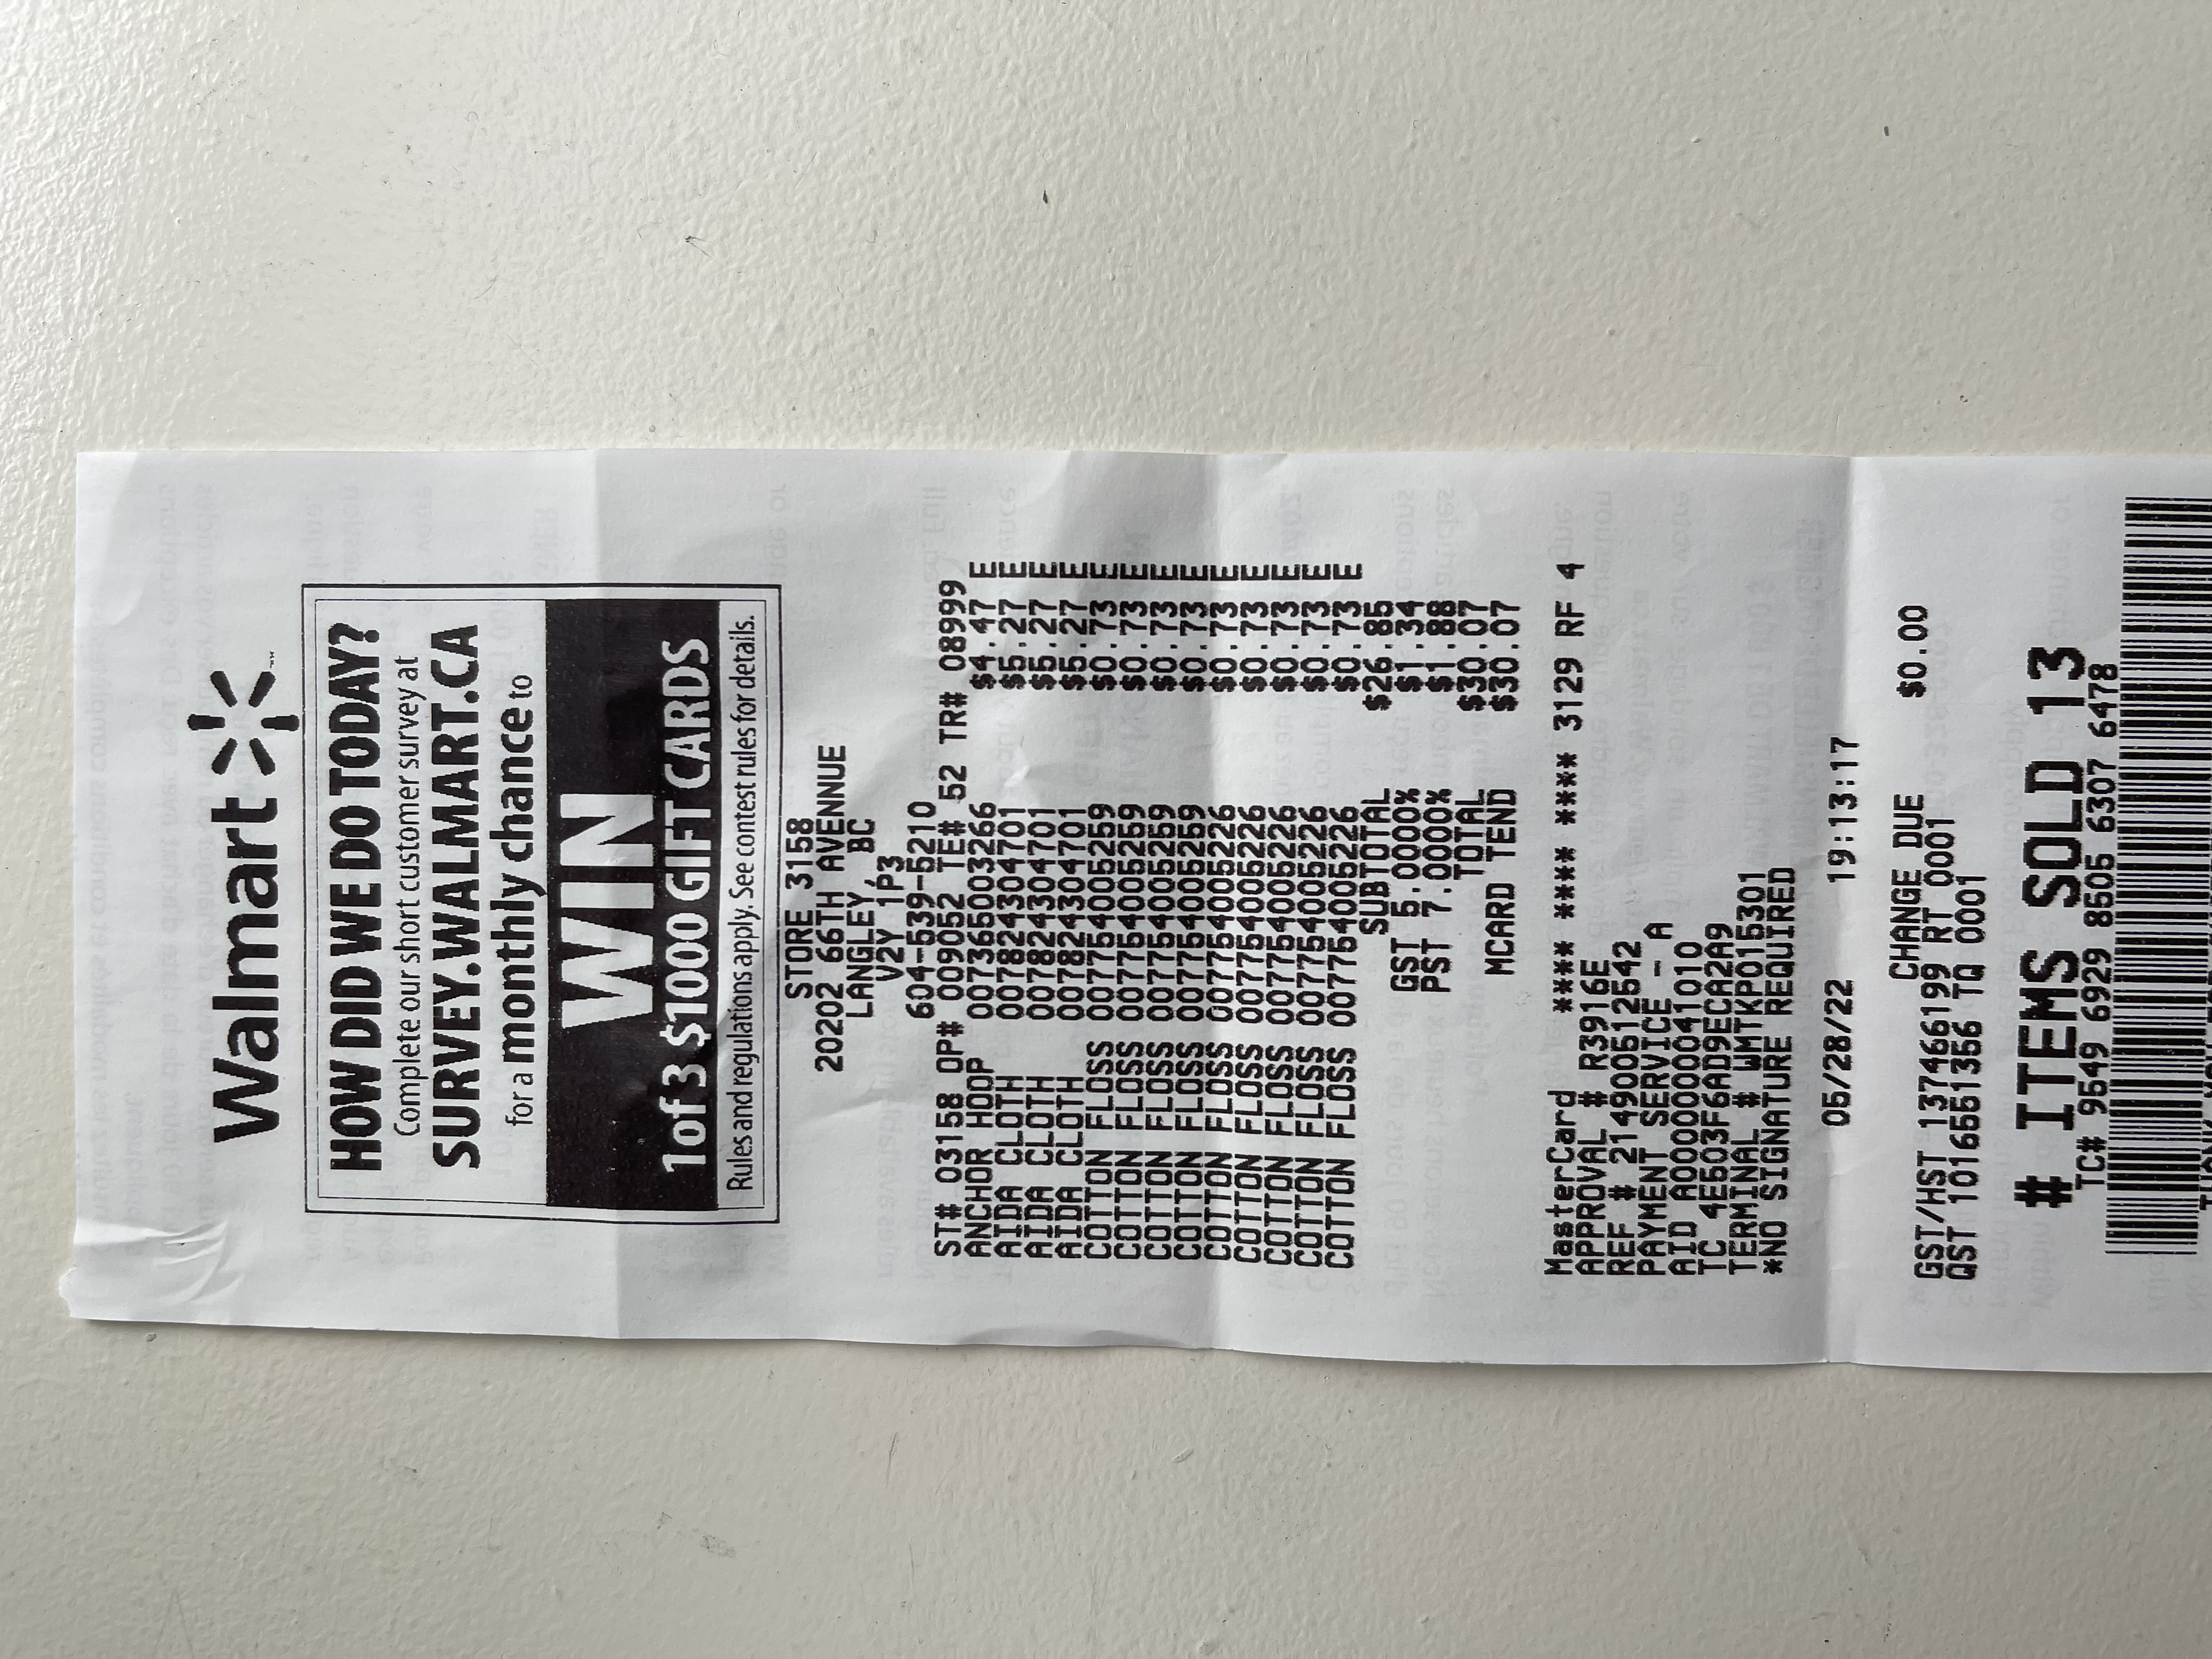 Walmart
HOW DID WE DO TODAY?
Complete our short customer survey at
SURVEY.WALMART.CA
for a monthly chance to
WIN
1 of 3 $1000 GIFT CARDS
Rules and regulations apply. See contest rules for details.
STORE 3158
20202 66TH AVENNUE
LANGLEY, BC
V2Y 1P3
604-539-5210
ST# 03158 OP# 009052 TE# 52 TR# 08999
ANCHOR HOOP 007365003266 $4.47 E
AIDA CLOTH 007824304701 $5.27 E
AIDA CLOTH 007824304701 $5.27 E
AIDA CLOTH 007824304701 $5.27 E
COTTON FLOSS 007754005259 $0.73 E
COTTON FLOSS 007754005259 $0.73 E
COTTON FLOSS 007754005259 $0.73 E
COTTON FLOSS 007754005259 $0.73 E
COTTON FLOSS 007754005226 $0.73 E
COTTON FLOSS 007754005226 $0.73 E
COTTON FLOSS 007754005226 $0.73 E
COTTON FLOSS 007754005226 $0.73 E
COTTON FLOSS 007754005226 $0.73 E
SUBTOTAL $26.85
GST 5.0000% $1.34
PST 7.0000% $1.88
TOTAL $30.07
MCARD TEND $30.07
MasterCard **** **** **** 3129 RF 4
APPROVAL # R3916E
REF # 214900512542
PAYMENT SERVICE - A
AID A0000000041010
TC 4E503F6AD9ECA2A9
TERMINAL # WMTKP015301
*NO SIGNATURE REQUIRED
05/28/22 19:13:17
CHANGE DUE $0.00
GST/HST 137466199 RT 0001
QST 1016551356 TQ 0001
# ITEMS SOLD 13
TC# 9549 6929 8505 6307 6478